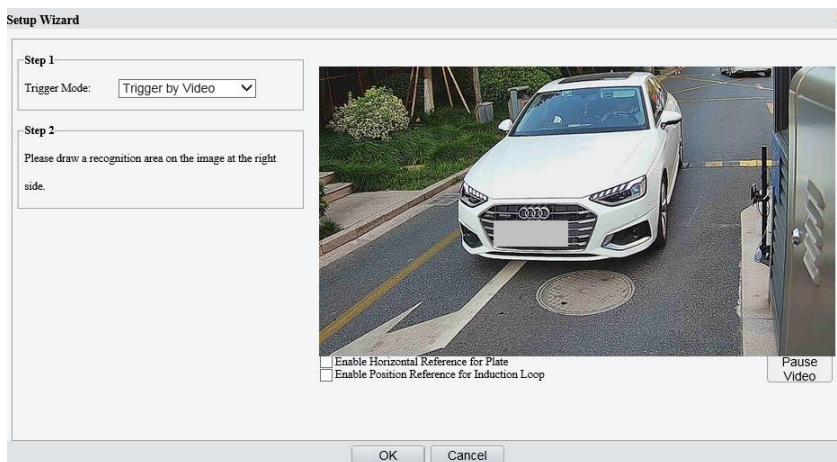 Setup Wizard
Step 1
Trigger Mode: Trigger by Video
Step 2
Please draw a recognition area on the image at the right
side.
Enable Horizontal Reference for Plate
Enable Position Reference for Induction Loop
Pause
Video
OK Cancel